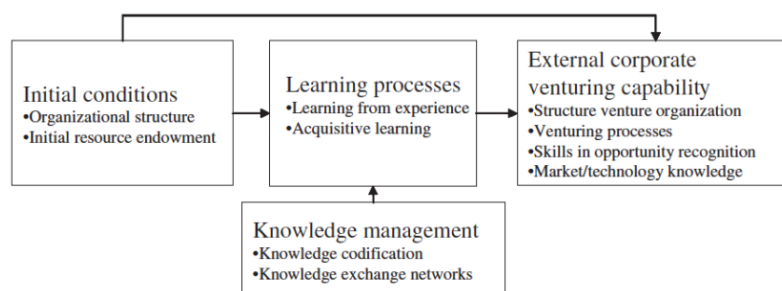 Initial conditions
•Organizational structure
•Initial resource endowment
Learning processes
•Learning from experience
•Acquisitive learning
External corporate
venturing capability
•Structure venture organization
•Venturing processes
•Skills in opportunity recognition
•Market/technology knowledge
Knowledge management
•Knowledge codification
•Knowledge exchange networks